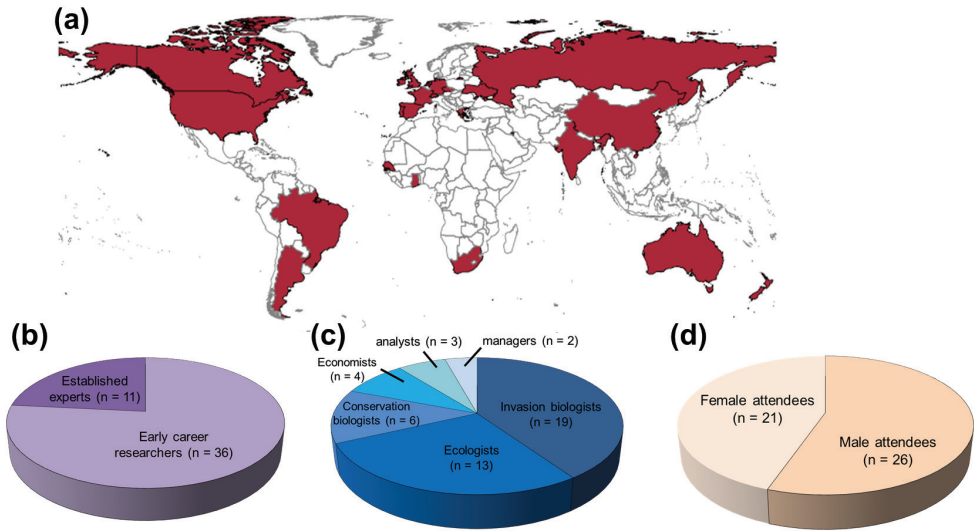 (a)
(b)
Established
experts (n = 11)
Early career
researchers (n = 36)
(c)
analysts (n = 3)
managers (n = 2)
Economists
(n = 4)
Conservation
biologists (n = 6)
Invasion biologists
(n = 19)
Ecologists
(n = 13)
(d)
Female attendees
(n = 21)
Male attendees
(n = 26)